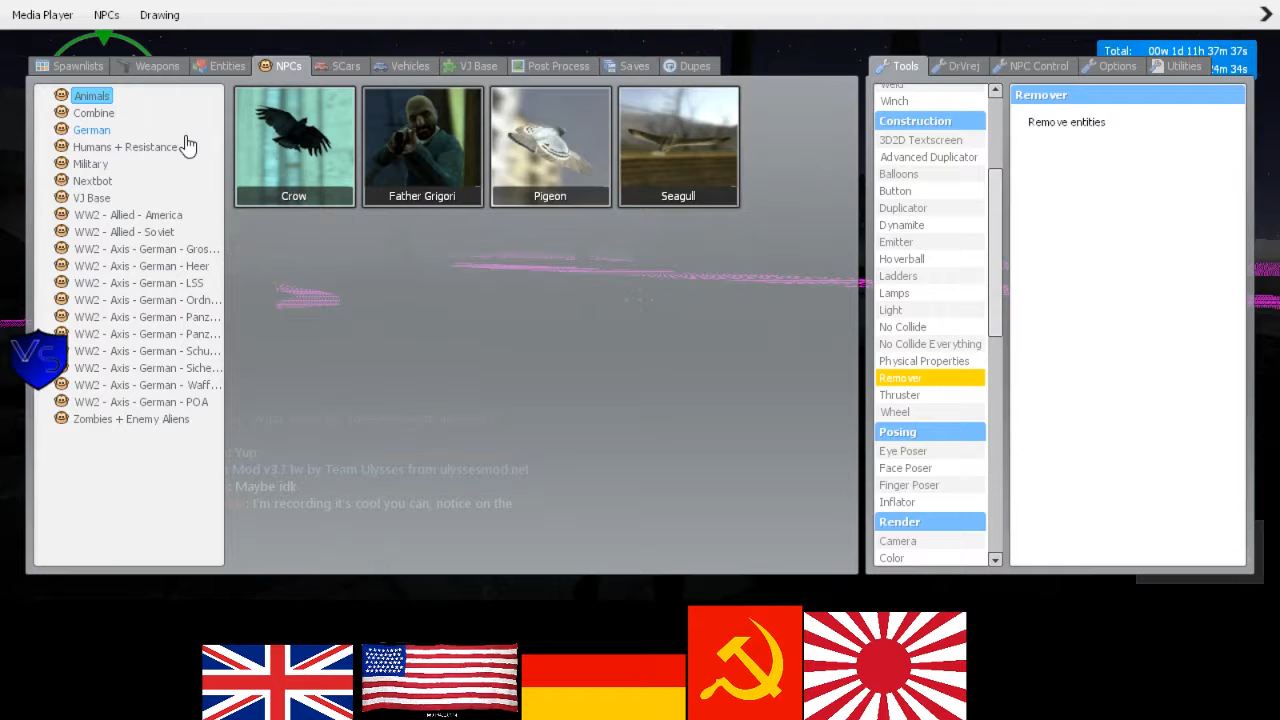 Media Player NPCs Drawing
Total: 00w 1d 11h 37m 37s
24m 34s
Spawnlists Weapons Entities NPCs SCars Vehicles VJ Base Post Process Saves Dupes
Tools DrVrej NPC Control Options Utilities
Animals
Combine
German
Humans + Resistance
Military
Nextbot
VJ Base
WW2 - Allied - America
WW2 - Allied - Soviet
WW2 - Axis - German - Gros...
WW2 - Axis - German - Heer
WW2 - Axis - German - LSS
WW2 - Axis - German - Ordn...
WW2 - Axis - German - Panz...
WW2 - Axis - German - Panz...
WW2 - Axis - German - Schu...
WW2 - Axis - German - Siche...
WW2 - Axis - German - Waff...
WW2 - Axis - German - POA
Zombies + Enemy Aliens
VS
Crow
Father Grigori
Pigeon
Seagull
: Yup
Mod v3.71w by Team Ulysses from ulyssesmod.net
: Maybe idk
: I'm recording it's cool you can, notice on the
Weld
Winch
Construction
3D2D Textscreen
Advanced Duplicator
Balloons
Button
Duplicator
Dynamite
Emitter
Hoverball
Ladders
Lamps
Light
No Collide
No Collide Everything
Physical Properties
Remover
Thruster
Wheel
Posing
Eye Poser
Face Poser
Finger Poser
Inflator
Render
Camera
Color
Remover
Remove entities